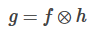 g = f ⊗ h